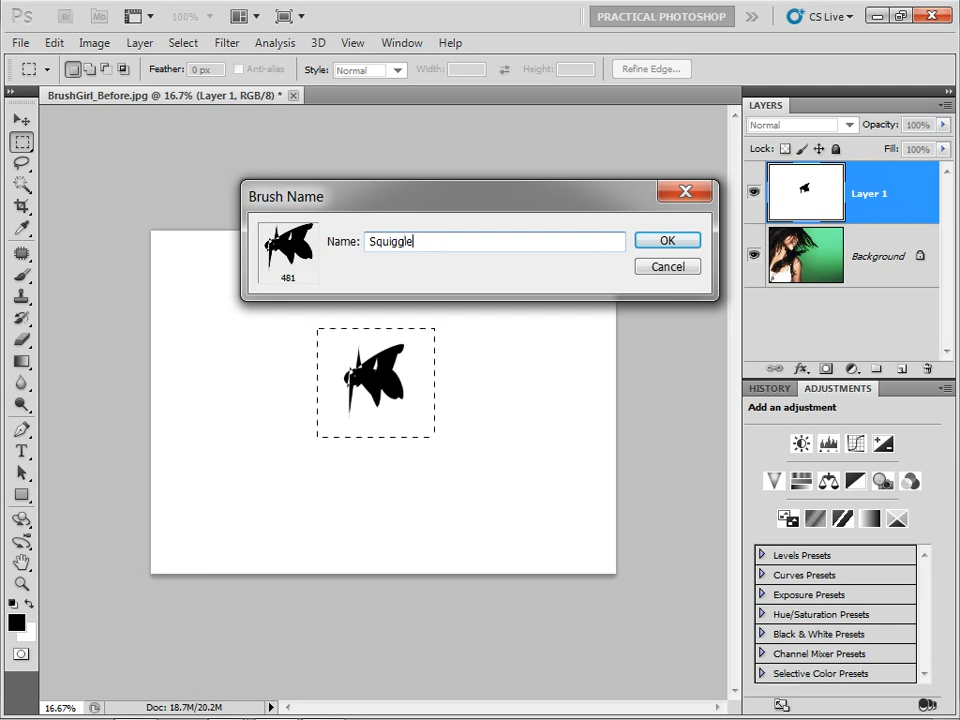 Ps Br Mb 100% PRACTICAL PHOTOSHOP CS Live
File Edit Image Layer Select Filter Analysis 3D View Window Help
Feather: 0 px Anti-alias Style: Normal Width: Height: Refine Edge...
BrushGirl_Before.jpg @ 16.7% (Layer 1, RGB/8) *
LAYERS
Normal Opacity: 100%
Lock: Fill: 100%
Layer 1
Background
Brush Name
Name: Squiggle OK
481
Cancel
HISTORY ADJUSTMENTS
Add an adjustment
Levels Presets
Curves Presets
Exposure Presets
Hue/Saturation Presets
Black & White Presets
Channel Mixer Presets
Selective Color Presets
16.67% Doc: 18.7M/20.2M